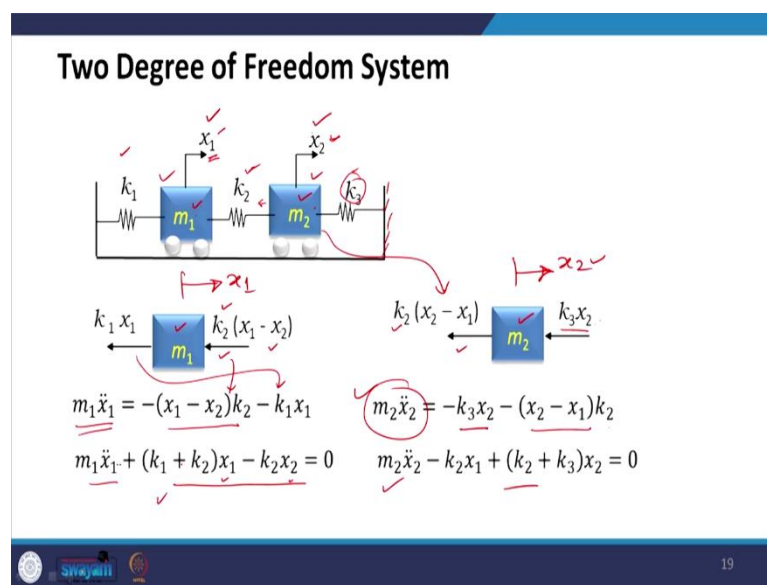 Two Degree of Freedom System
x₁ x₂
k₁ k₂ k₃
m₁ m₂
x₁ x₂
k₁ x₁ k₂ (x₁ - x₂) k₂ (x₂ − x₁) k₃x₂
m₁ m₂
m₁ẍ₁ = −(x₁ − x₂)k₂ − k₁x₁ m₂ẍ₂ = −k₃x₂ − (x₂ − x₁)k₂
m₁ẍ₁ + (k₁ + k₂)x₁ − k₂x₂ = 0 m₂ẍ₂ − k₂x₁ + (k₂ + k₃)x₂ = 0
swayam 19